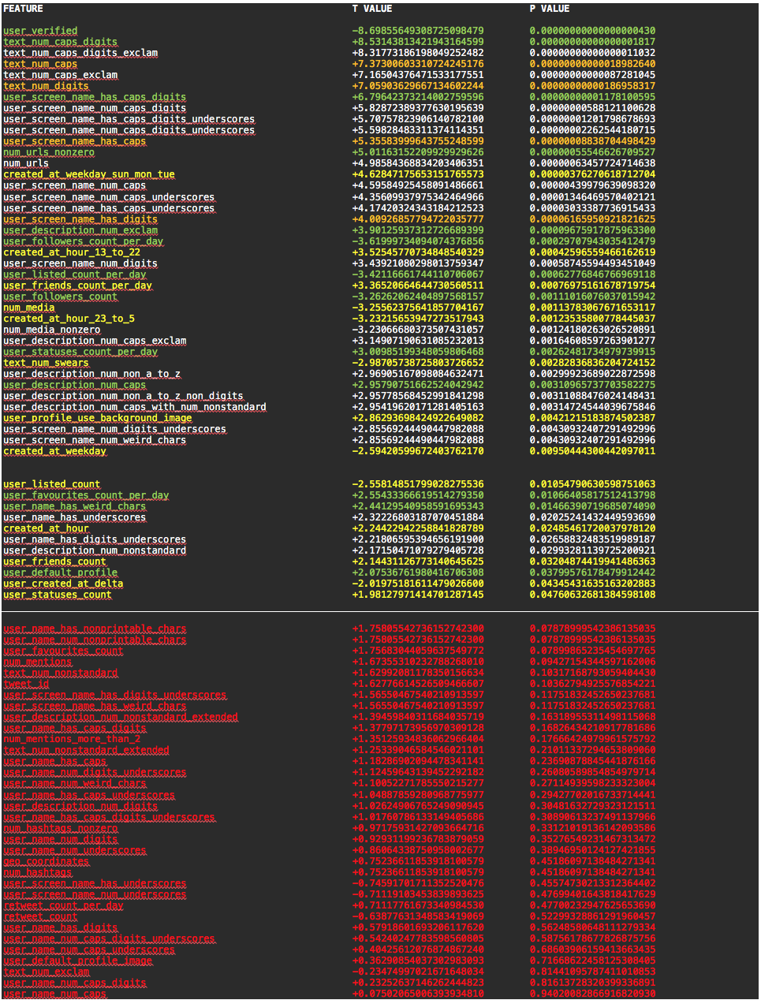 FEATURE T VALUE P VALUE
user_verified -8.69855649308725098479 0.00000000000000000430
text_num_caps_digits +8.53143813421943164599 0.00000000000000001817
text_num_caps_digits_exclam +8.31773186198049252482 0.00000000000000011032
text_num_caps +7.37300603310724245176 0.00000000000018982640
text_num_caps_exclam +7.16504376471533177551 0.00000000000087281045
text_num_digits +7.05903629667134602244 0.00000000000186958317
user_screen_name_has_caps_digits +6.79642373214002759596 0.00000000001178100595
user_screen_name_num_caps_digits +5.82872389377630195639 0.00000000588121100628
user_screen_name_has_caps_digits_underscores +5.70757823906140782100 0.00000001201798678693
user_screen_name_num_caps_digits_underscores +5.59828483311374114351 0.00000002262544180715
user_screen_name_has_caps +5.35583999643755248599 0.00000008838704498429
num_urls_nonzero +5.01163152209929929626 0.00000055546626709527
num_urls +4.98584368834203406351 0.00000063457724714638
created_at_weekday_sun_mon_tue +4.62847175653151765573 0.00000376270618712704
user_screen_name_num_caps +4.59584925458091486661 0.00000439979639098320
user_screen_name_num_caps_underscores +4.35609937975342464966 0.00001346469570402121
user_screen_name_has_caps_underscores +4.17420324343184212523 0.00003033877369154​33
user_screen_name_has_digits +4.00926857794722035777 0.00006165950921821625
user_description_num_exclam +3.90125937312726689399 0.00009675917875963300
user_followers_count_per_day -3.61999734094074376856 0.00029707943035412479
created_at_hour_13_to_22 +3.52545770734848540329 0.00042596559466162619
user_screen_name_num_digits +3.43921080298013759347 0.00058745594493451049
user_listed_count_per_day -3.42116661744110706067 0.00062776846766969118
user_friends_count_per_day +3.36520664644730560511 0.00076975161678719754
user_followers_count -3.26262062404897568157 0.00111016076037015942
num_media -3.25562375641857704167 0.00113783067671653117
created_at_hour_23_to_5 -3.23215653947273517943 0.00123535800778445037
num_media_nonzero -3.23066680373507431057 0.00124180263026520891
user_description_num_caps_exclam +3.14907190631085232013 0.00164608597263901277
user_statuses_count_per_day +3.00985199348059806468 0.00262481734979739915
text_num_swears -2.98705738725803726652 0.00282836836204724152
user_description_num_non_a_to_z +2.96905167098084632471 0.00299923689022872598
user_description_num_caps +2.95790751662524042942 0.00310965737703582275
user_description_num_non_a_to_z_non_digits +2.95778568452991841298 0.00311088476024148431
user_description_num_caps_with_num_nonstandard +2.95419620171281405163 0.00314724544039675846
user_profile_use_background_image +2.86293698424922649082 0.00421215183874502387
user_screen_name_num_digits_underscores +2.85569244490447982088 0.00430932407291492996
user_screen_name_num_weird_chars +2.85569244490447982088 0.00430932407291492996
created_at_weekday -2.59420599672403762170 0.00950444300442097011
user_listed_count -2.55814851799028275536 0.01054790630598751063
user_favourites_count_per_day +2.55433366619514279350 0.01066405817512413798
user_name_has_weird_chars +2.44129540958591695343 0.01466390719685074090
user_name_has_underscores +2.32226803187070451884 0.02025241432449593690
created_at_hour +2.24422942258841828789 0.02485461720037978120
user_name_has_digits_underscores +2.21806595394656191900 0.02658832483519989187
user_description_num_nonstandard +2.17150471079279405728 0.02993281139725200921
user_friends_count +2.14431126773140645625 0.03204874419941486363
user_default_profile +2.07536761980416706308 0.03799576178479912442
user_created_at_delta -2.01975181611479026600 0.04345431635163202883
user_statuses_count +1.98127971414701287145 0.04760632681384598108
user_name_has_nonprintable_chars +1.75805542736152742300 0.07878999542386135035
user_name_num_nonprintable_chars +1.75805542736152742300 0.07878999542386135035
user_favourites_count +1.75683044059637549772 0.07899865235454697765
num_mentions +1.67355310232788268010 0.09427154344597162006
text_num_nonstandard +1.62992081178350156634 0.10317168793059404430
tweet_id +1.62776614526509466607 0.10362794925576854221
user_screen_name_has_digits_underscores +1.56550467540210913597 0.11751832452650237681
user_screen_name_has_weird_chars +1.56550467540210913597 0.11751832452650237681
user_description_num_nonstandard_extended +1.39459840311684035719 0.16318955311498115068
user_name_has_caps_digits +1.37797173956970309128 0.16826434210917781686
num_mentions_more_than_2 +1.35125934836062966404 0.17666424979961575792
text_num_nonstandard_extended +1.25339046584546021101 0.21011337294653809060
user_name_has_caps +1.18286902094478341141 0.23690878845441876166
user_name_num_digits_underscores +1.12459643139452292182 0.26080589854854979714
user_name_num_weird_chars +1.10052271785550215277 0.27114939598233323004
user_name_has_caps_underscores +1.04887859280968775977 0.29427702016733714441
user_description_num_digits +1.02624906765249090945 0.30481632729323121511
user_name_has_caps_digits_underscores +1.01760786133149405686 0.30890613237491137966
num_hashtags_nonzero +0.97175931427093664716 0.33121019136142093586
user_name_num_digits +0.92931199236783879059 0.35276549231467313472
user_name_num_underscores +0.86064338750958002677 0.38946950124127421855
geo_coordinates +0.75236611853918100579 0.45186097138484271341
num_hashtags +0.75236611853918100579 0.45186097138484271341
user_screen_name_has_underscores -0.74591701711352520476 0.45574730213312364402
user_screen_name_num_underscores -0.71119103453839893625 0.47699401643818417629
retweet_count_per_day +0.71117761673340984530 0.47700232947625653690
retweet_count -0.63877631348583419069 0.52299328861291960457
user_name_has_digits +0.57918601693206117620 0.56248580648111279334
user_name_num_caps_digits_underscores +0.54240247783598560805 0.58756178677826875756
user_name_num_caps_underscores +0.40425612076874867240 0.68603906159413663435
user_default_profile_image +0.36290854037302983093 0.71668622458125308405
text_num_exclam -0.23474997021671648034 0.81441095787411010853
user_name_num_caps_digits +0.23252637146262444823 0.81613728320399336891
user_name_num_caps +0.07502065006393934810 0.94020082866916820930